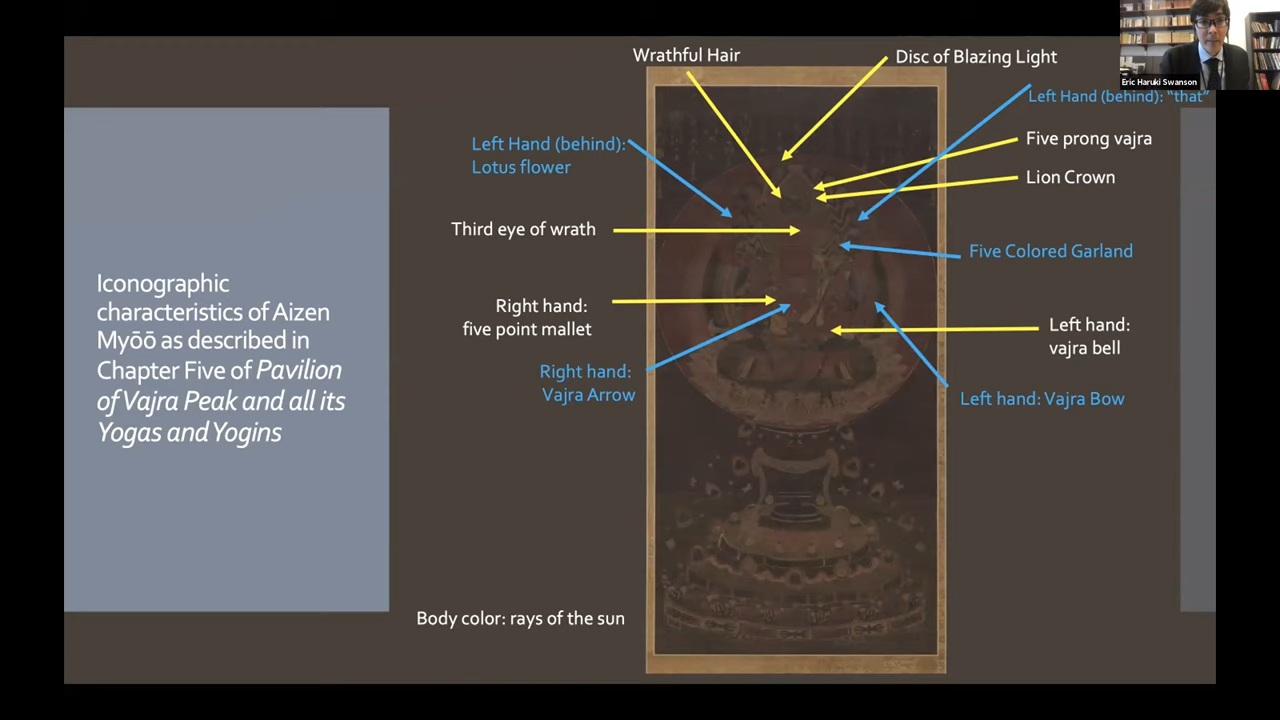 Wrathful Hair
Disc of Blazing Light
Eric Haruki Swanson
Left Hand (behind): “that”
Left Hand (behind):
Lotus flower
Five prong vajra
Lion Crown
Third eye of wrath
Five Colored Garland
Iconographic
characteristics of Aizen
Myōō as described in
Chapter Five of Pavilion
of Vajra Peak and all its
Yogas and Yogins
Right hand:
five point mallet
Left hand:
vajra bell
Right hand:
Vajra Arrow
Left hand: Vajra Bow
Body color: rays of the sun